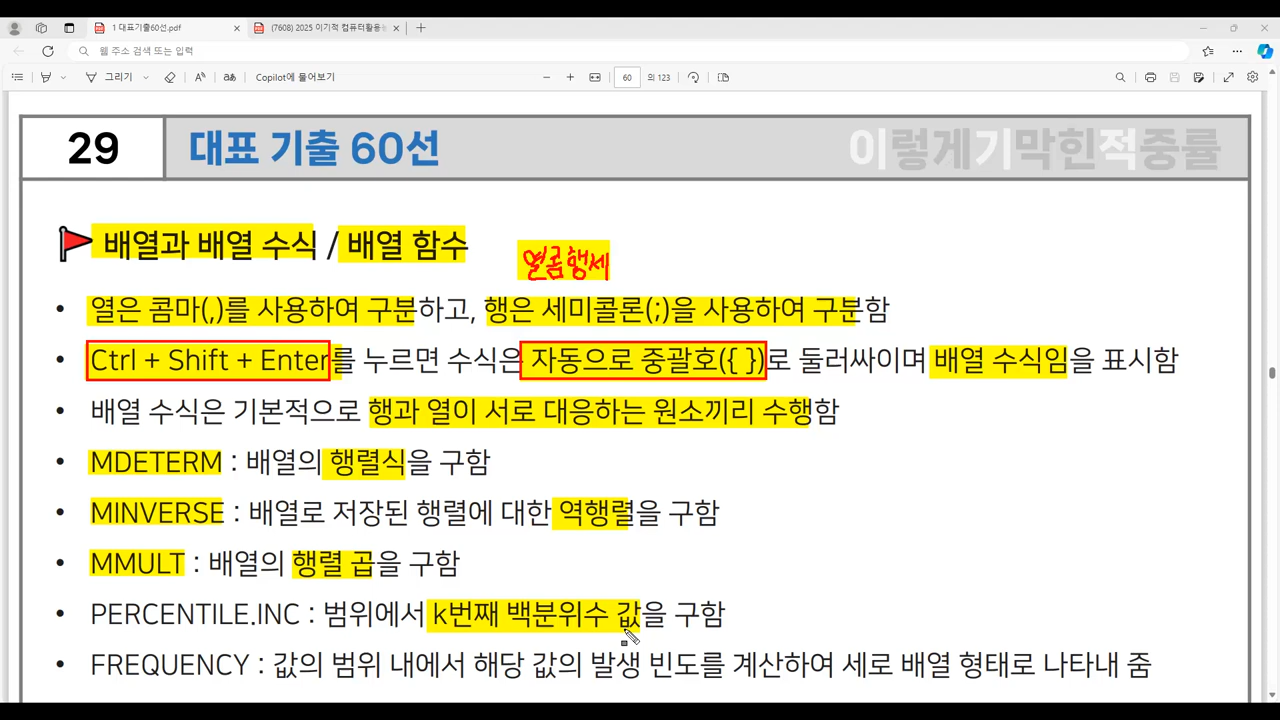 1 대표기출60선.pdf
(7608) 2025 이기적 컴퓨터활용능
웹 주소 검색 또는 입력
그리기
Copilot에 물어보기
60 의 123
29 대표 기출 60선 이렇게기막힌적중률
배열과 배열 수식 / 배열 함수
열콤행세
• 열은 콤마(,)를 사용하여 구분하고, 행은 세미콜론(;)을 사용하여 구분함
• Ctrl + Shift + Enter를 누르면 수식은 자동으로 중괄호({ })로 둘러싸이며 배열 수식임을 표시함
• 배열 수식은 기본적으로 행과 열이 서로 대응하는 원소끼리 수행함
• MDETERM : 배열의 행렬식을 구함
• MINVERSE : 배열로 저장된 행렬에 대한 역행렬을 구함
• MMULT : 배열의 행렬 곱을 구함
• PERCENTILE.INC : 범위에서 k번째 백분위수 값을 구함
• FREQUENCY : 값의 범위 내에서 해당 값의 발생 빈도를 계산하여 세로 배열 형태로 나타내 줌